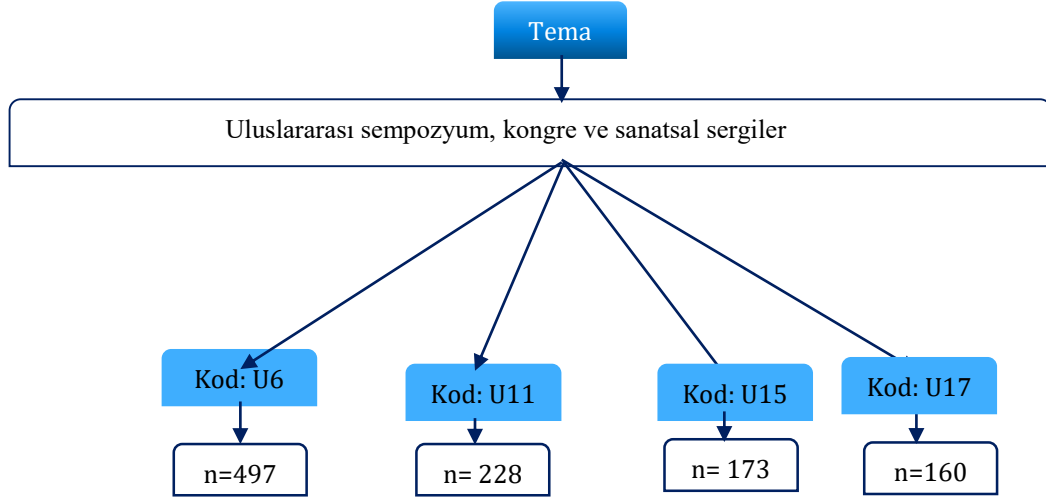 Tema
Uluslararası sempozyum, kongre ve sanatsal sergiler
Kod: U6
Kod: U11
Kod: U15
Kod: U17
n=497
n= 228
n= 173
n=160